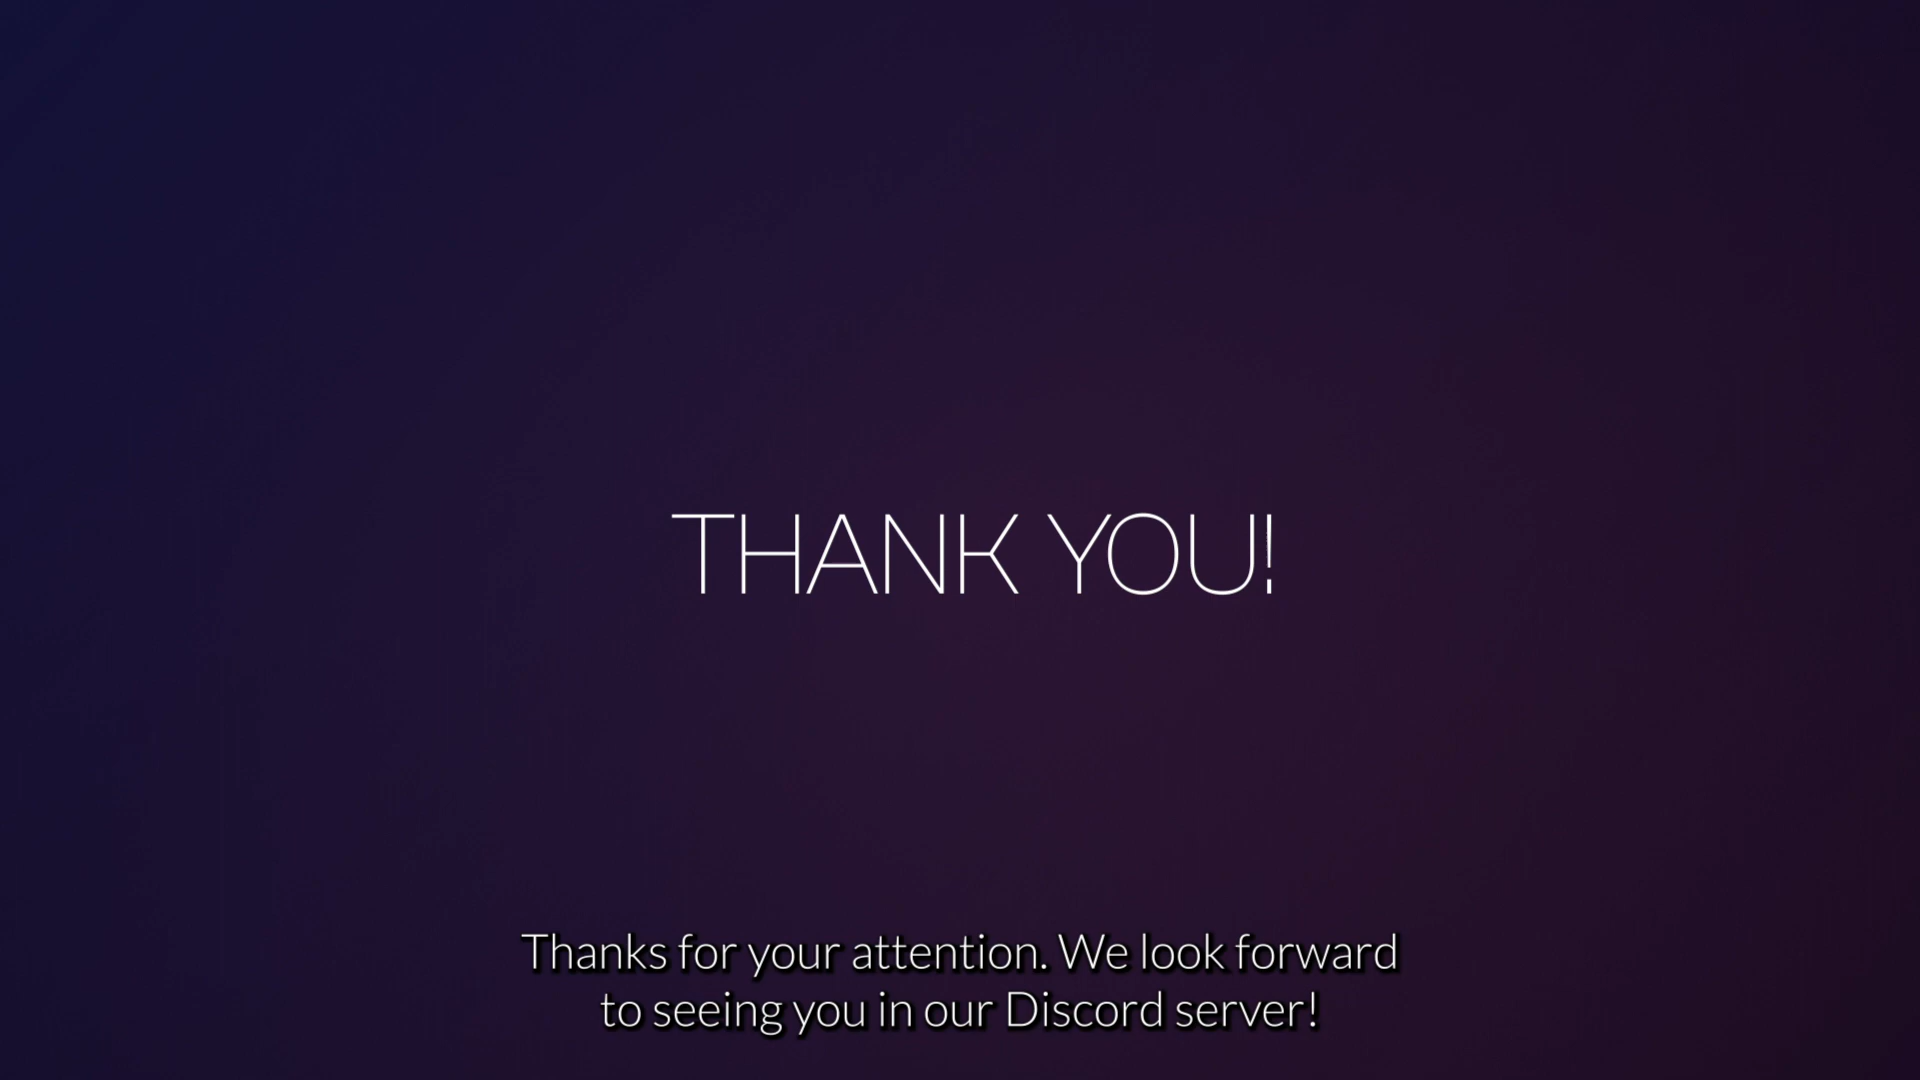 THANK YOU!
Thanks for your attention. We look forward
to seeing you in our Discord server!